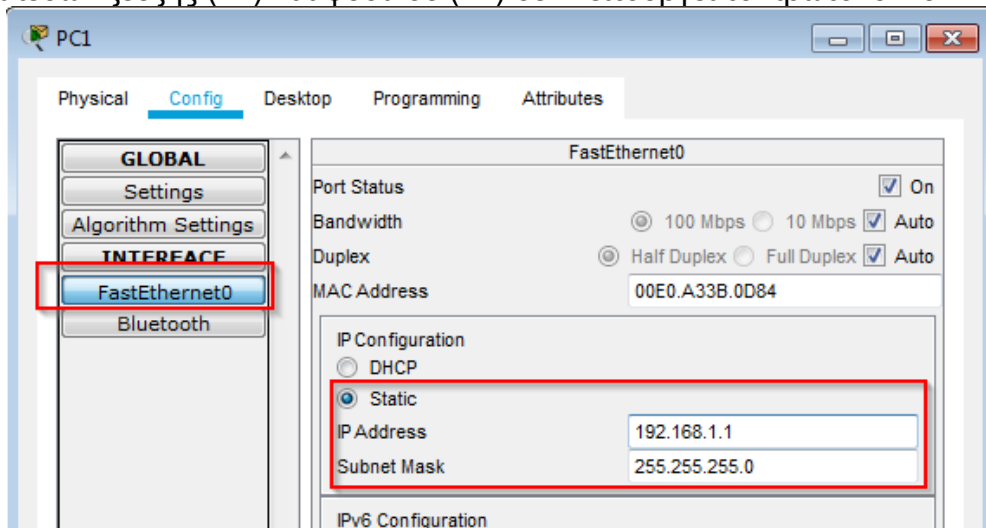 PC1
Physical Config Desktop Programming Attributes
GLOBAL
Settings
Algorithm Settings
INTERFACE
FastEthernet0
Bluetooth
FastEthernet0
Port Status On
Bandwidth 100 Mbps 10 Mbps Auto
Duplex Half Duplex Full Duplex Auto
MAC Address 00E0.A33B.0D84
IP Configuration
DHCP
Static
IP Address 192.168.1.1
Subnet Mask 255.255.255.0
IPv6 Configuration